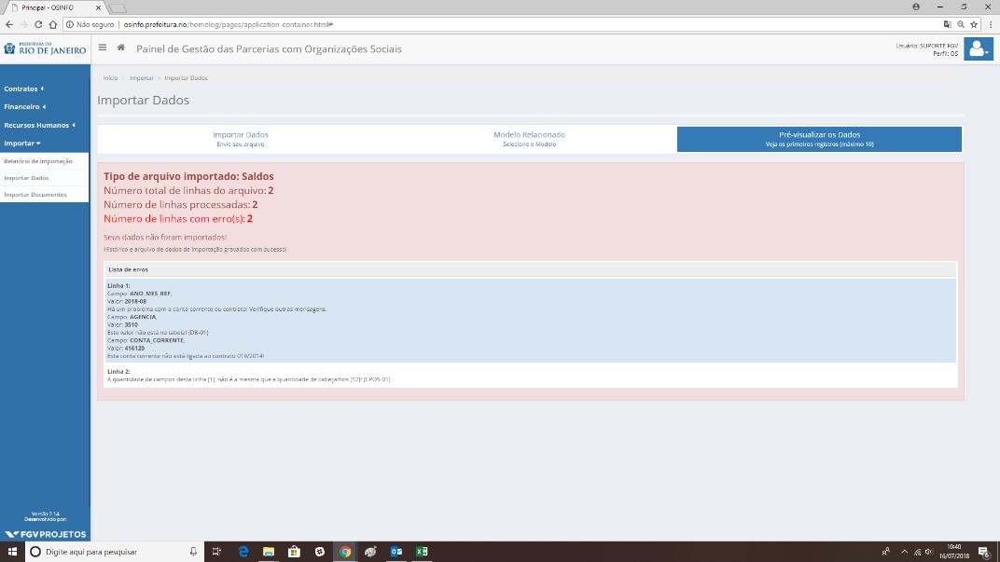 Principal - OSINFO
Não seguro | osinfo.prefeitura.rio/homolog/pages/application-container.html#
PREFEITURA DO
RIO DE JANEIRO
Painel de Gestão das Parcerias com Organizações Sociais
Usuário: SUPORTE FGV
Perfil: OS
Contratos
Financeiro
Recursos Humanos
Importar
Relatório de Importação
Importar Dados
Importar Documentos
Início > Importar > Importar Dados
Importar Dados
Importar Dados
Envie seu arquivo
Modelo Relacionado
Selecione o Modelo
Pré-visualizar os Dados
Veja os primeiros registros (máximo 10)
Tipo de arquivo importado: Saldos
Número total de linhas do arquivo: 2
Número de linhas processadas: 2
Número de linhas com erro(s): 2
Seus dados não foram importados!
Histórico e arquivo de dados de importação gravados com sucesso!
Lista de erros
Linha 1:
Campo: ANO_MES_REF,
Valor: 2018-08
Há um problema com a conta corrente ou contrato! Verifique outras mensagens.
Campo: AGENCIA,
Valor: 3510
Este valor não está na tabela! (DB-01)
Campo: CONTA_CORRENTE,
Valor: 416120
Esta conta corrente não está ligada ao contrato 019/2014!
Linha 2:
A quantidade de campos desta linha (1), não é a mesma que a quantidade de cabeçalhos (12)! (CPOS-01)
Versão 2.14
Desenvolvido por:
FGV PROJETOS
Digite aqui para pesquisar
10:40
16/07/2018